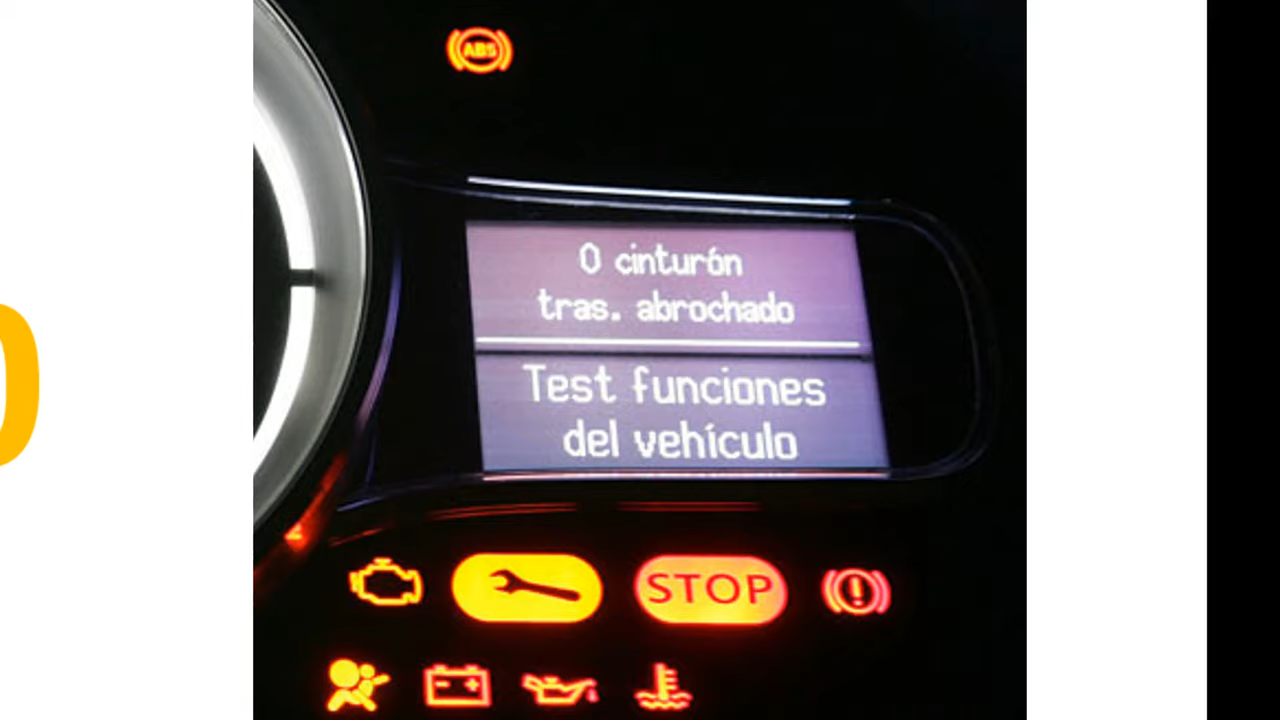 ABS
0 cinturón
tras. abrochado
Test funciones
del vehículo
STOP